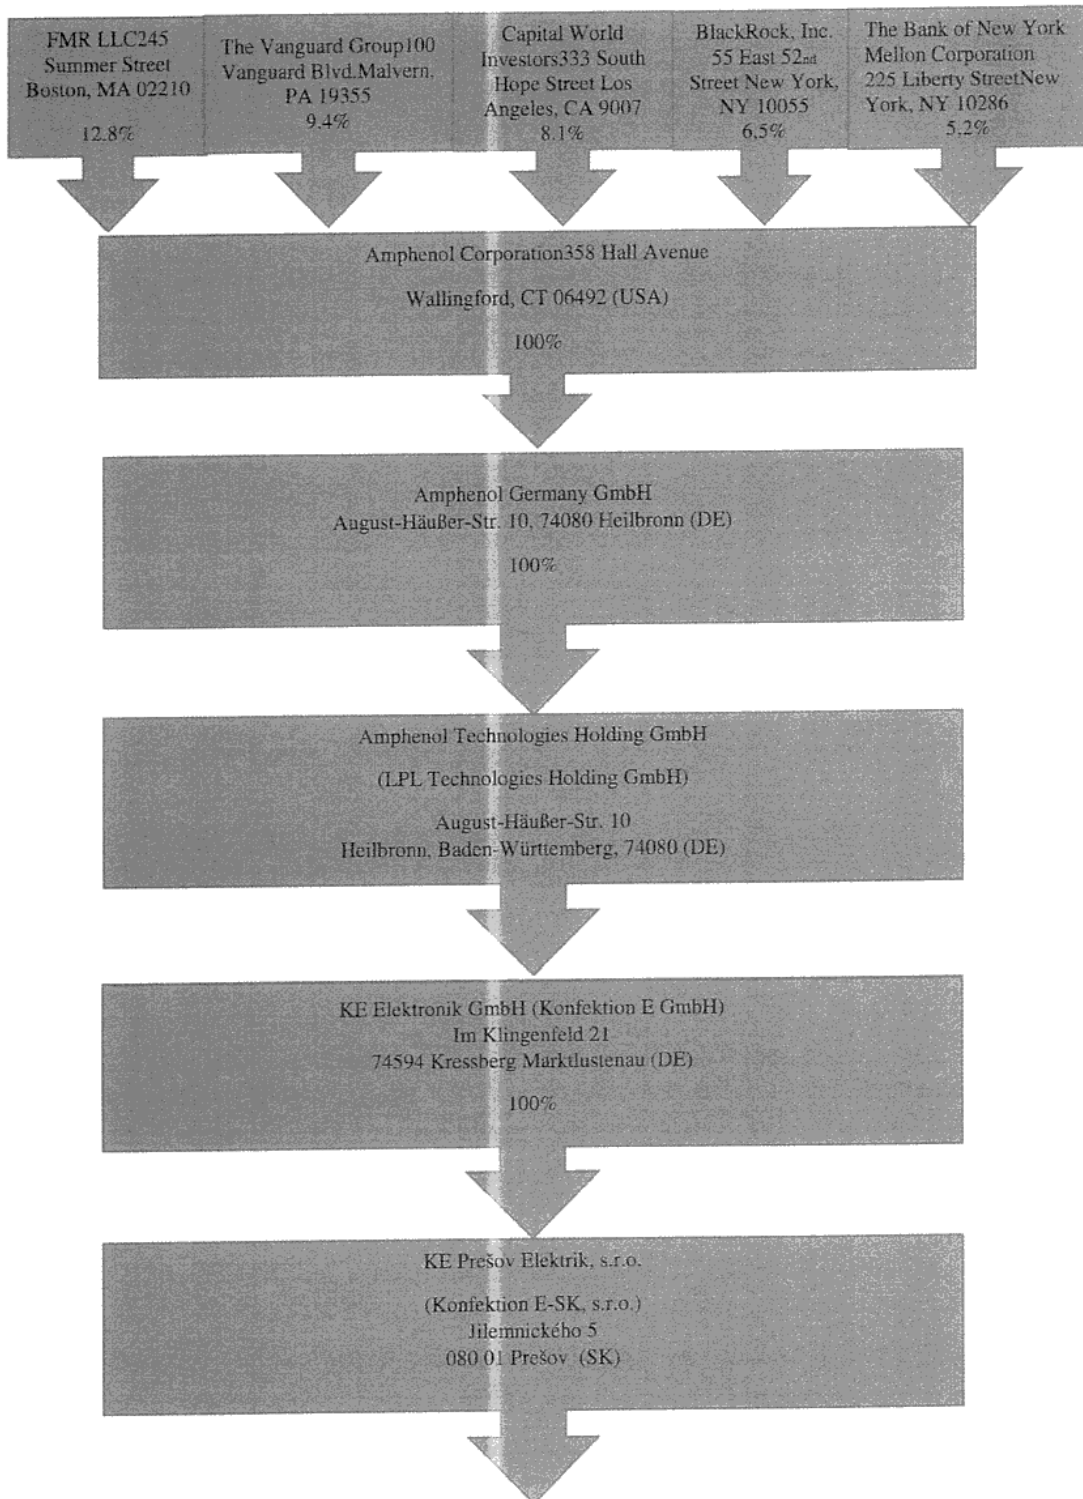 FMR LLC245
Summer Street
Boston, MA 02210
12.8%
The Vanguard Group100
Vanguard Blvd.Malvern,
PA 19355
9.4%
Capital World
Investors333 South
Hope Street Los
Angeles, CA 9007
8.1%
BlackRock, Inc.
55 East 52nd
Street New York,
NY 10055
6.5%
The Bank of New York
Mellon Corporation
225 Liberty StreetNew
York, NY 10286
5.2%
Amphenol Corporation358 Hall Avenue
Wallingford, CT 06492 (USA)
100%
Amphenol Germany GmbH
August-Häußer-Str. 10, 74080 Heilbronn (DE)
100%
Amphenol Technologies Holding GmbH
(LPL Technologies Holding GmbH)
August-Häußer-Str. 10
Heilbronn, Baden-Württemberg, 74080 (DE)
KE Elektronik GmbH (Konfektion E GmbH)
Im Klingenfeld 21
74594 Kressberg Marktlustenau (DE)
100%
KE Prešov Elektrik, s.r.o.
(Konfektion E-SK, s.r.o.)
Jilemnického 5
080 01 Prešov (SK)